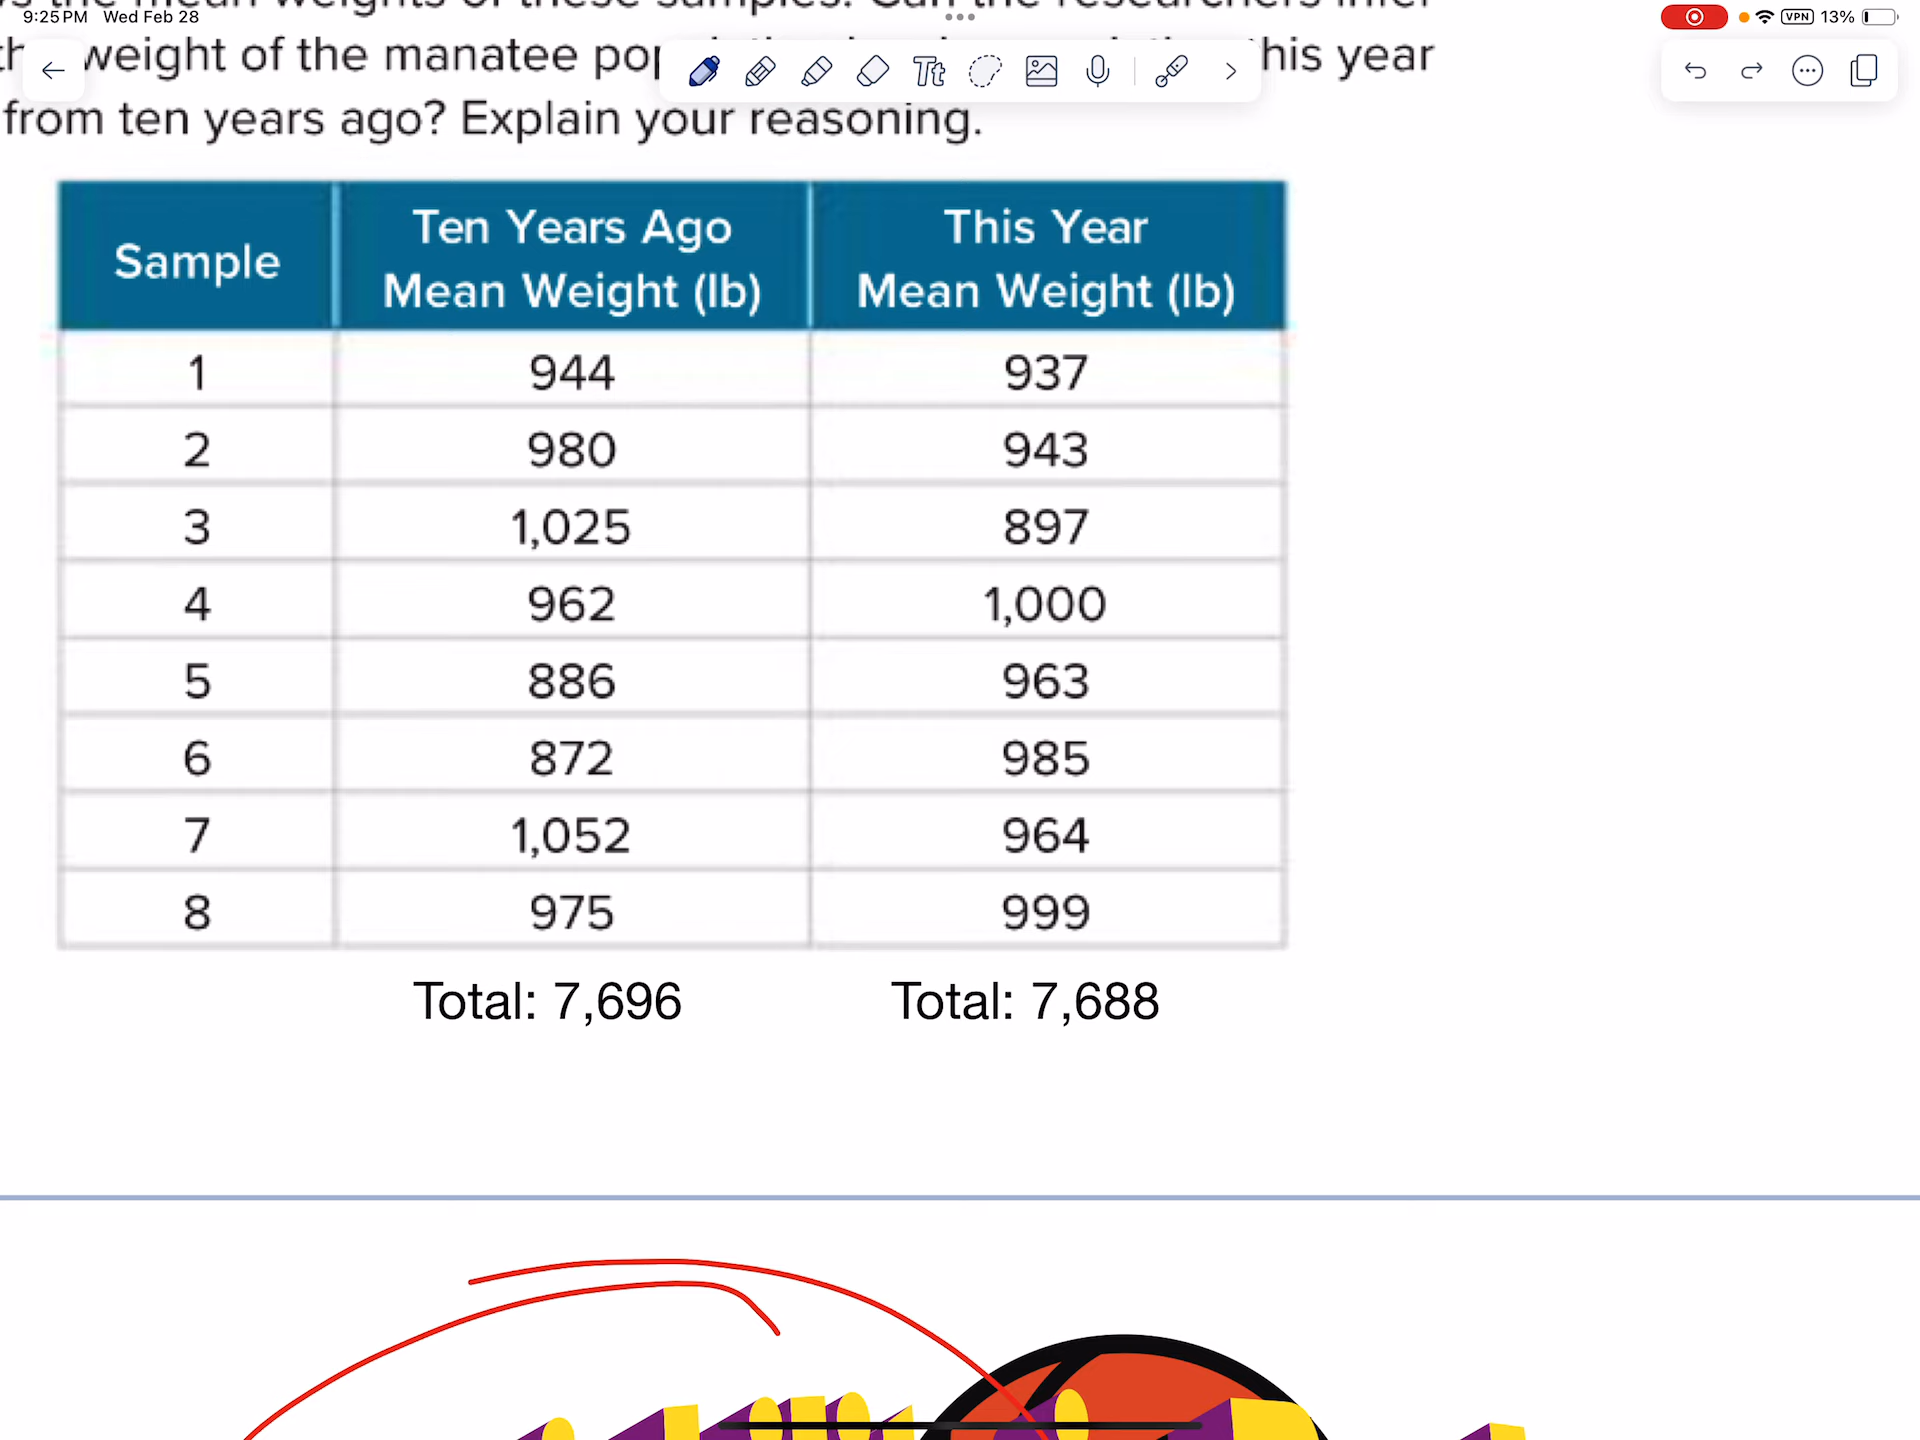 9:25 PM Wed Feb 28
VPN 13%
weight of the manatee
this year
Tt
from ten years ago? Explain your reasoning.
Sample
Ten Years Ago
Mean Weight (lb)
This Year
Mean Weight (lb)
1 944 937
2 980 943
3 1,025 897
4 962 1,000
5 886 963
6 872 985
7 1,052 964
8 975 999
Total: 7,696 Total: 7,688